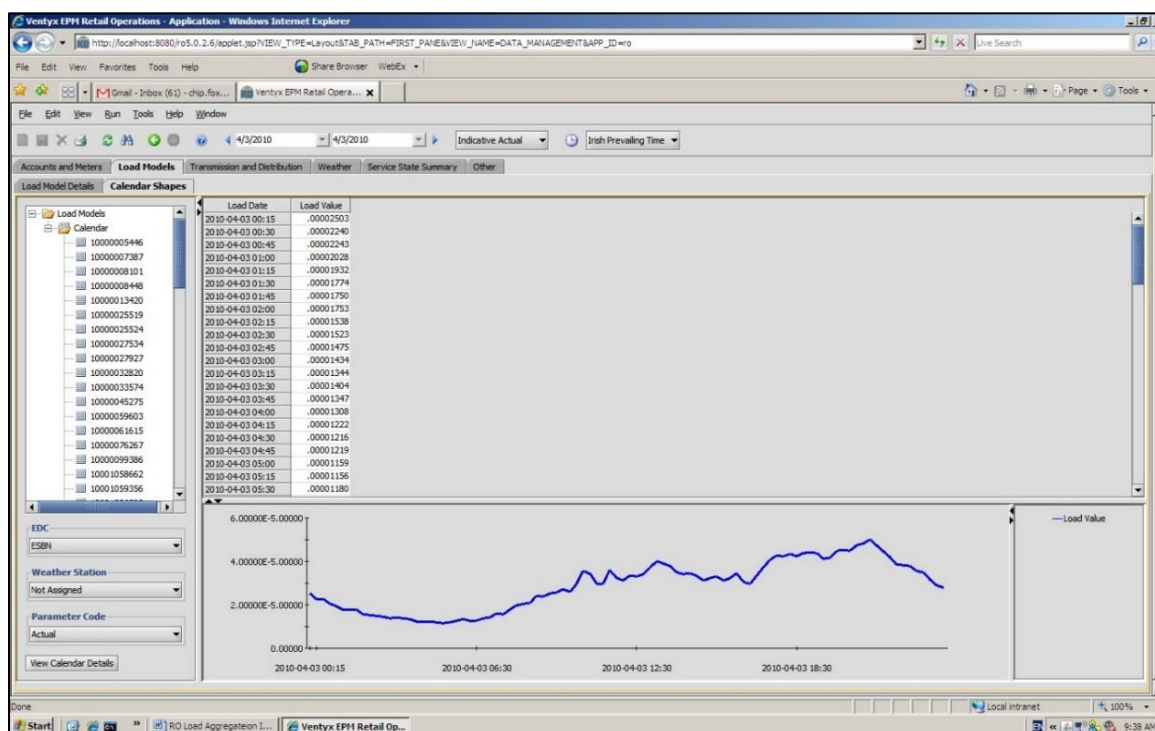 Ventyx EPM Retail Operations - Application - Windows Internet Explorer
http://localhost:8080/ro5.0.2.6/applet.jsp?VIEW_TYPE=Layout&TAB_PATH=FIRST_PANE&VIEW_NAME=DATA_MANAGEMENT&APP_ID=ro
Live Search
File Edit View Favorites Tools Help Share Browser WebEx
Gmail - Inbox (61) - chip.fox... Ventyx EPM Retail Opera... Page Tools
File Edit View Run Tools Help Window
4/3/2010 4/3/2010 Indicative Actual Irish Prevailing Time
Accounts and Meters Load Models Transmission and Distribution Weather Service State Summary Other
Load Model Details Calendar Shapes
Load Models
Calendar
10000005446
10000007387
10000008101
10000008448
10000013420
10000025519
10000025524
10000027534
10000027927
10000032820
10000033574
10000045275
10000059603
10000061615
10000076267
10000099386
10001058662
10001059356
EDC
ESBN
Weather Station
Not Assigned
Parameter Code
Actual
View Calendar Details
Load Date Load Value
2010-04-03 00:15 .00002503
2010-04-03 00:30 .00002240
2010-04-03 00:45 .00002243
2010-04-03 01:00 .00002028
2010-04-03 01:15 .00001932
2010-04-03 01:30 .00001774
2010-04-03 01:45 .00001750
2010-04-03 02:00 .00001753
2010-04-03 02:15 .00001538
2010-04-03 02:30 .00001523
2010-04-03 02:45 .00001475
2010-04-03 03:00 .00001434
2010-04-03 03:15 .00001344
2010-04-03 03:30 .00001404
2010-04-03 03:45 .00001347
2010-04-03 04:00 .00001308
2010-04-03 04:15 .00001222
2010-04-03 04:30 .00001216
2010-04-03 04:45 .00001219
2010-04-03 05:00 .00001159
2010-04-03 05:15 .00001156
2010-04-03 05:30 .00001180
6.00000E-5.00000
4.00000E-5.00000
2.00000E-5.00000
0.00000
2010-04-03 00:15 2010-04-03 06:30 2010-04-03 12:30 2010-04-03 18:30
Load Value
Done Local intranet 100%
Start RO Load Aggregateion I... Ventyx EPM Retail Op... EN 9:38 AM